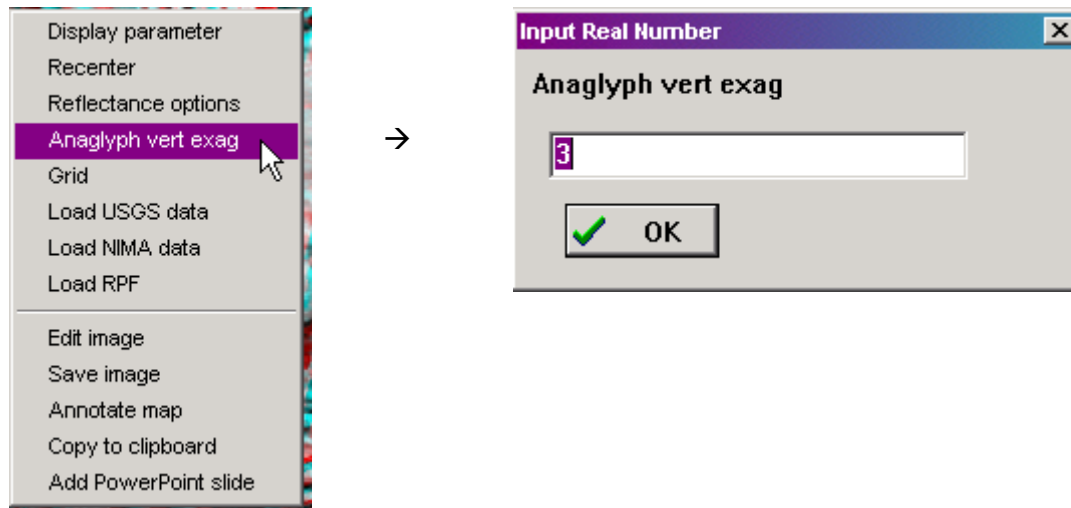 Display parameter
Recenter
Reflectance options
Anaglyph vert exag
Grid
Load USGS data
Load NIMA data
Load RPF
Edit image
Save image
Annotate map
Copy to clipboard
Add PowerPoint slide
→
Input Real Number
Anaglyph vert exag
3
OK